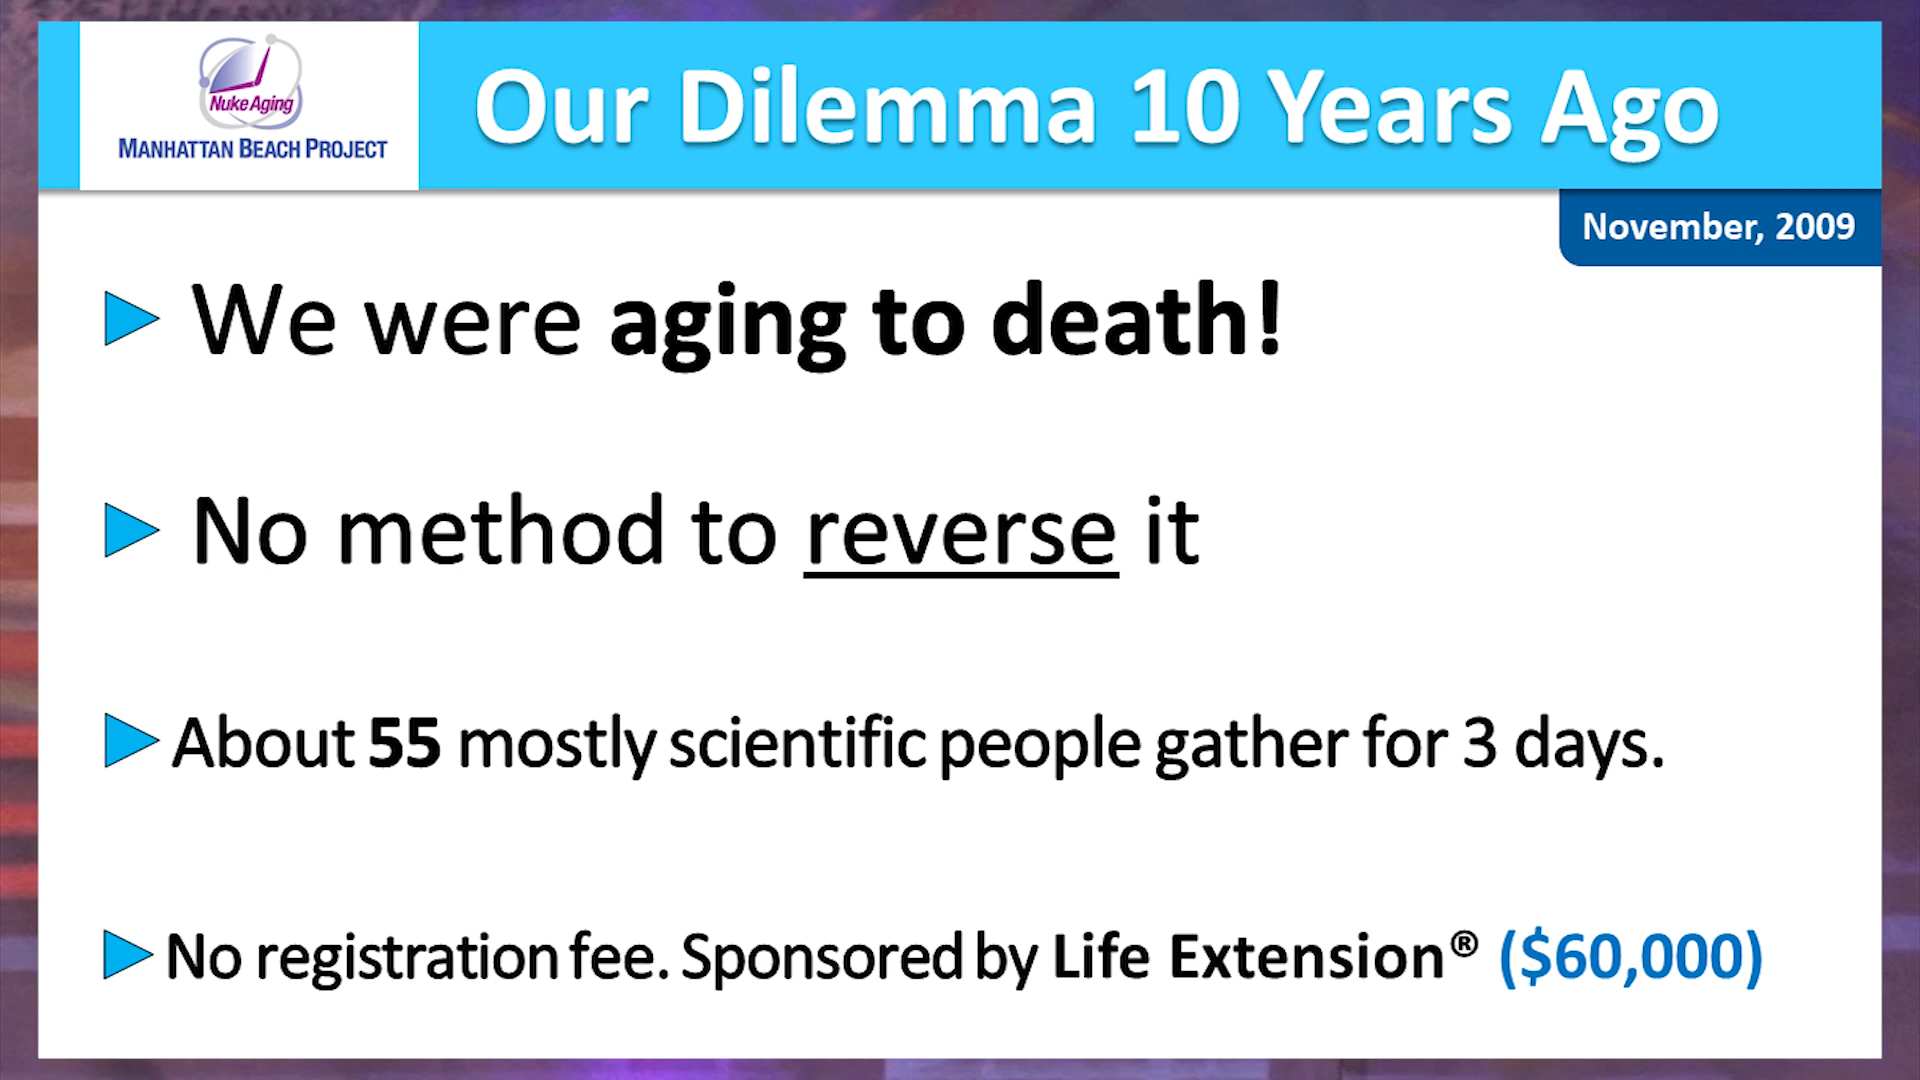 Nuke Aging
MANHATTAN BEACH PROJECT
Our Dilemma 10 Years Ago
November, 2009
We were aging to death!
No method to reverse it
About 55 mostly scientific people gather for 3 days.
No registration fee. Sponsored by Life Extension® ($60,000)